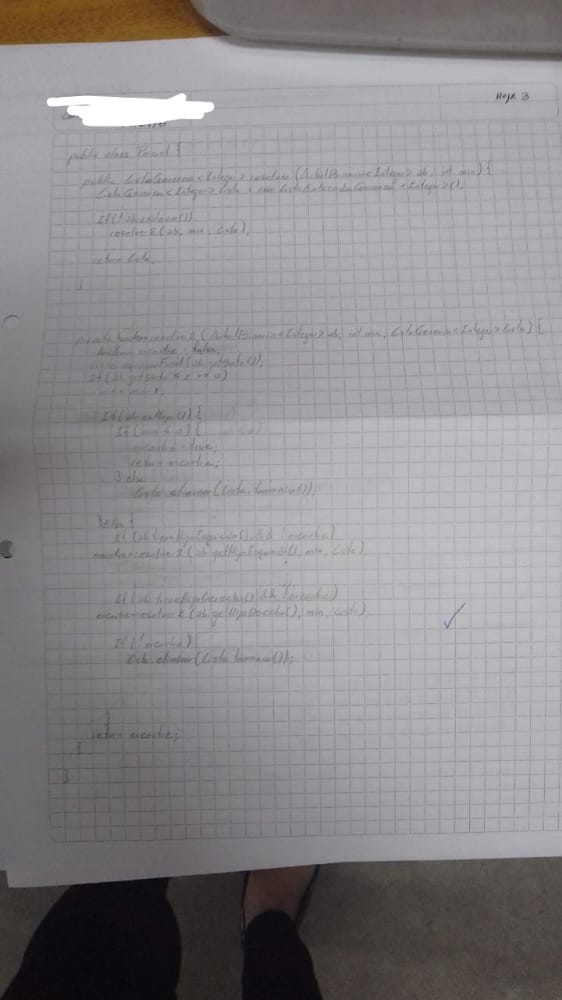 Hoja 3
public class Parcial {
public ListaGenerica<Integer> resolver (ArbolBinario<Integer> ab, int min) {
ListaGenerica<Integer> lista = new ListaEnlazadaGenerica<Integer>();
If(!ab.esVacio())
resolver2(ab, min, lista);
return lista;
}
private boolean resolver2 (ArbolBinario<Integer> ab, int min, ListaGenerica<Integer> lista) {
boolean encontre = false;
lista.agregarFinal(ab.getDato());
If(ab.getDato % 2 == 0)
If(ab.esHoja()) {
If(min <= 0) {
encontre = true;
return encontre;
} else
lista.eliminar(lista.tamanio());
}else {
If(ab.tieneHijoIzquierdo() && !encontre)
encontre=resolver2(ab.getHijoIzquierdo(), min, lista);
If(ab.tieneHijoDerecho() && !encontre)
encontre=resolver2(ab.getHijoDerecho(), min, lista);
If(!encontre)
lista.eliminar(lista.tamanio());
}
return encontre;
}
}